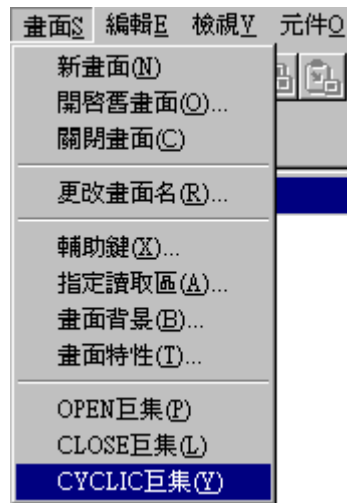 畫面S 編輯E 檢視V 元件O
新畫面(N)
開啓舊畫面(O)...
關閉畫面(C)
更改畫面名(R)...
輔助鍵(X)...
指定讀取區(A)...
畫面背景(B)...
畫面特性(T)...
OPEN巨集(P)
CLOSE巨集(L)
CYCLIC巨集(Y)